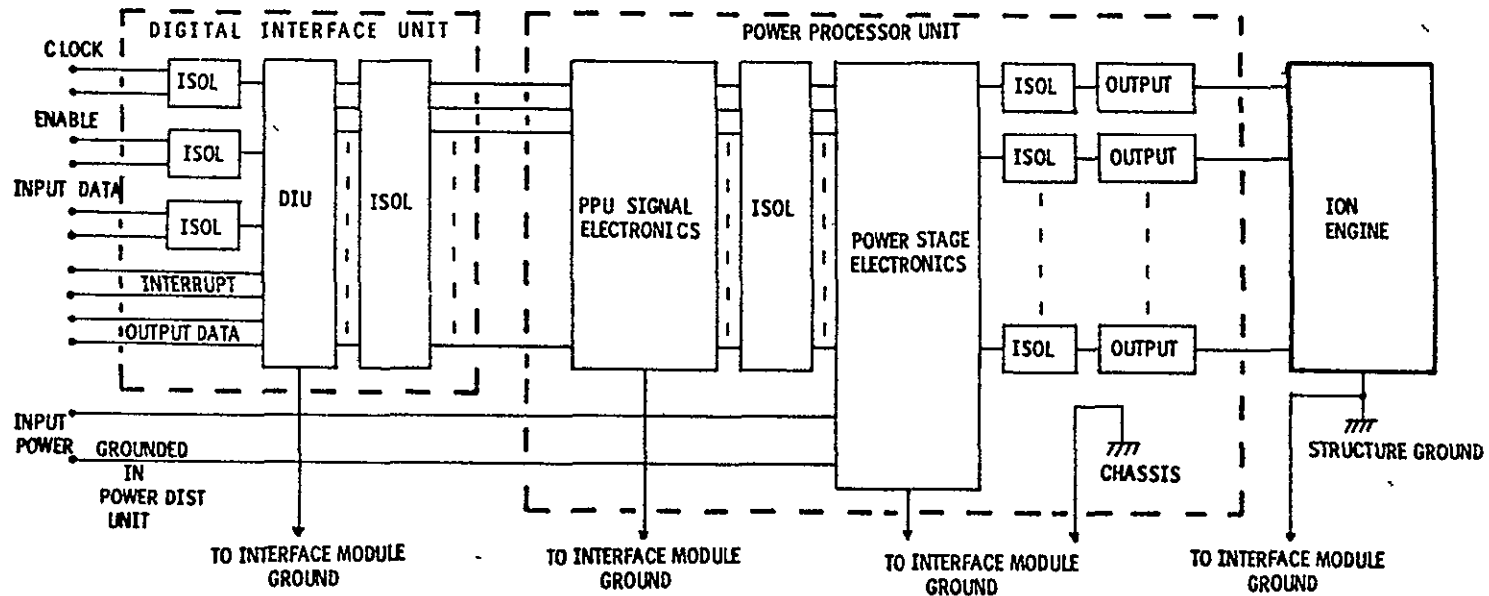 DIGITAL INTERFACE UNIT
POWER PROCESSOR UNIT
CLOCK
ISOL
ENABLE
ISOL
INPUT DATA
ISOL
INTERRUPT
OUTPUT DATA
DIU
ISOL
PPU SIGNAL
ELECTRONICS
ISOL
POWER STAGE
ELECTRONICS
ISOL
OUTPUT
ISOL
OUTPUT
ISOL
OUTPUT
ION
ENGINE
INPUT
POWER
GROUNDED
IN
POWER DIST
UNIT
CHASSIS
STRUCTURE GROUND
TO INTERFACE MODULE
GROUND
TO INTERFACE MODULE
GROUND
TO INTERFACE MODULE
GROUND
TO INTERFACE MODULE
GROUND